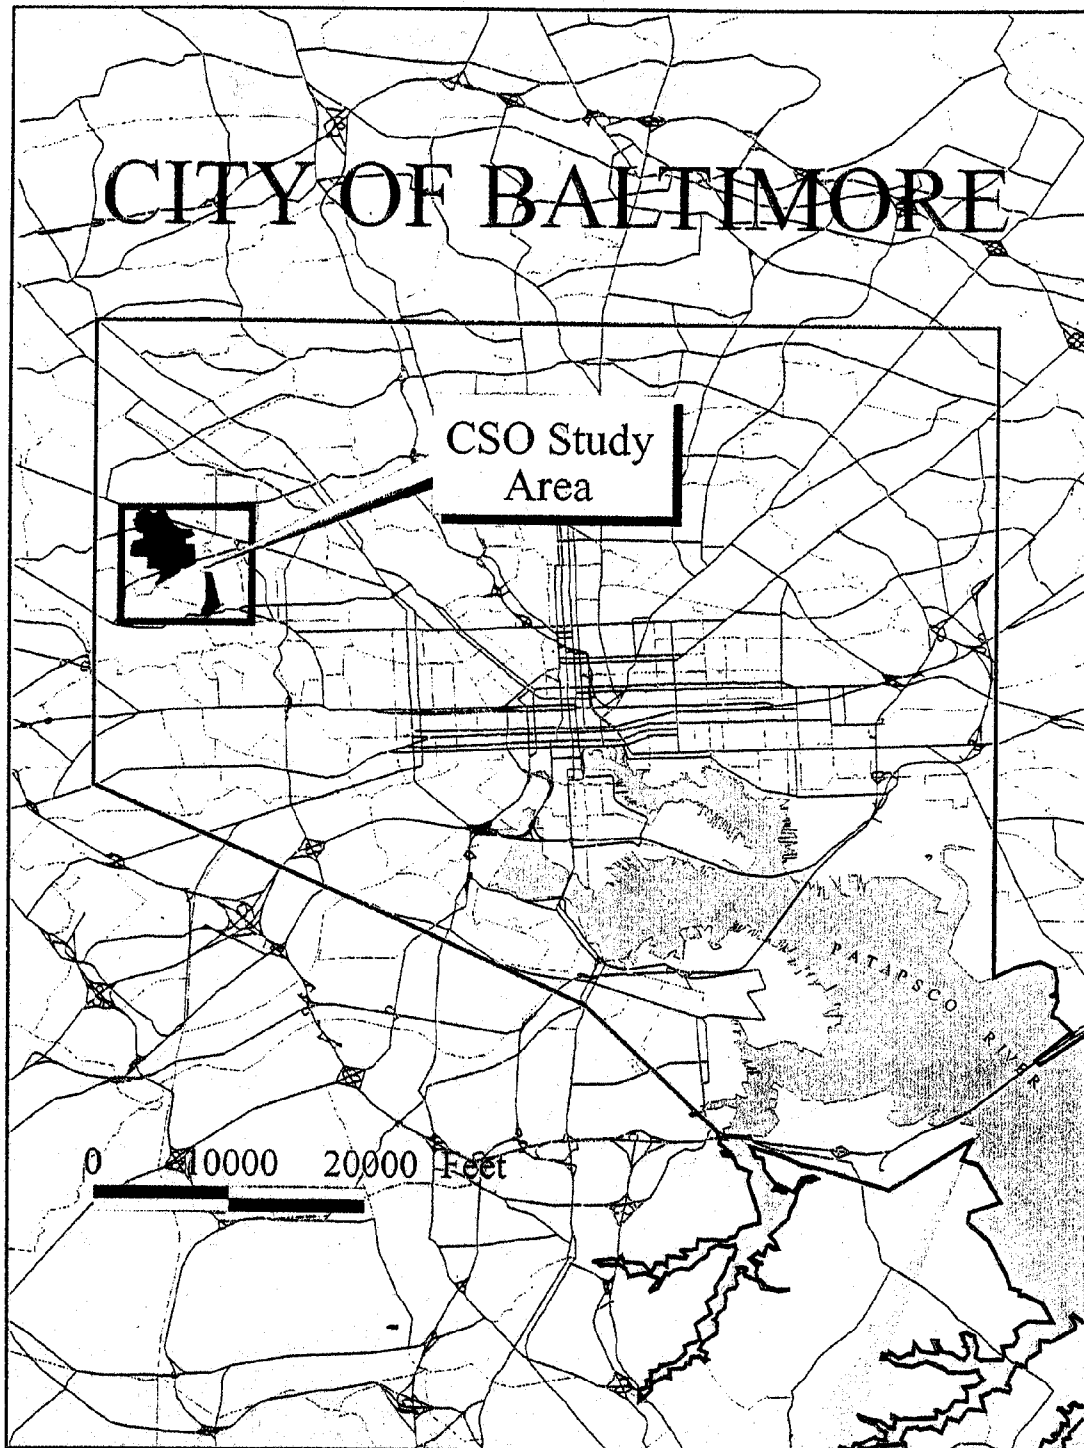 CITY OF BALTIMORE
CSO Study
Area
PATAPSCO RIVER
0 10000 20000 Feet